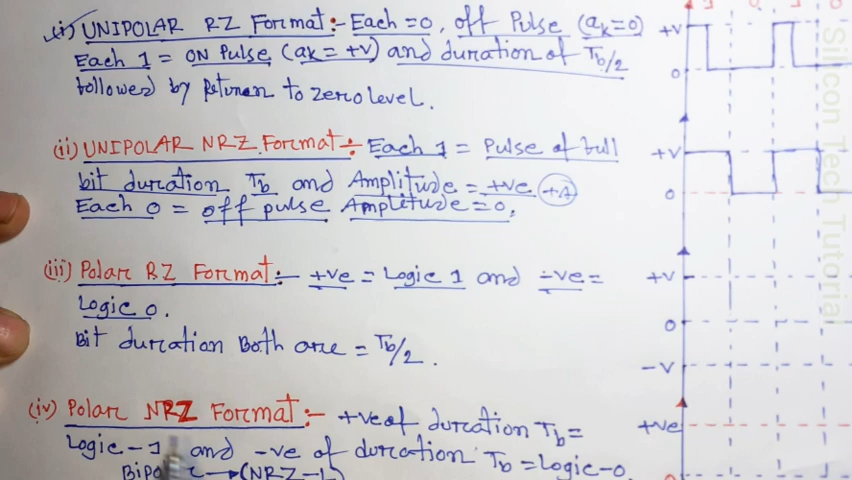 (i) UNIPOLAR RZ Format:- Each = 0, off Pulse (ak = 0)
Each 1 = ON Pulse (ak = +V) and duration of Tb/2
followed by Return to zero level.
(ii) UNIPOLAR NRZ Format:- Each 1 = Pulse of full
bit duration Tb and Amplitude = +ve (+A)
Each 0 = off pulse Amplitude = 0.
(iii) Polar RZ Format:- +ve = Logic 1 and -ve =
Logic 0.
Bit duration Both are = Tb/2.
(iv) Polar NRZ Format:- +ve of duration Tb =
Logic-1 and -ve of duration Tb = Logic-0.
(NRZ-L)
+V
0
+V
0
+V
0
-V
+ve
0
Silicon Tech Tutorial